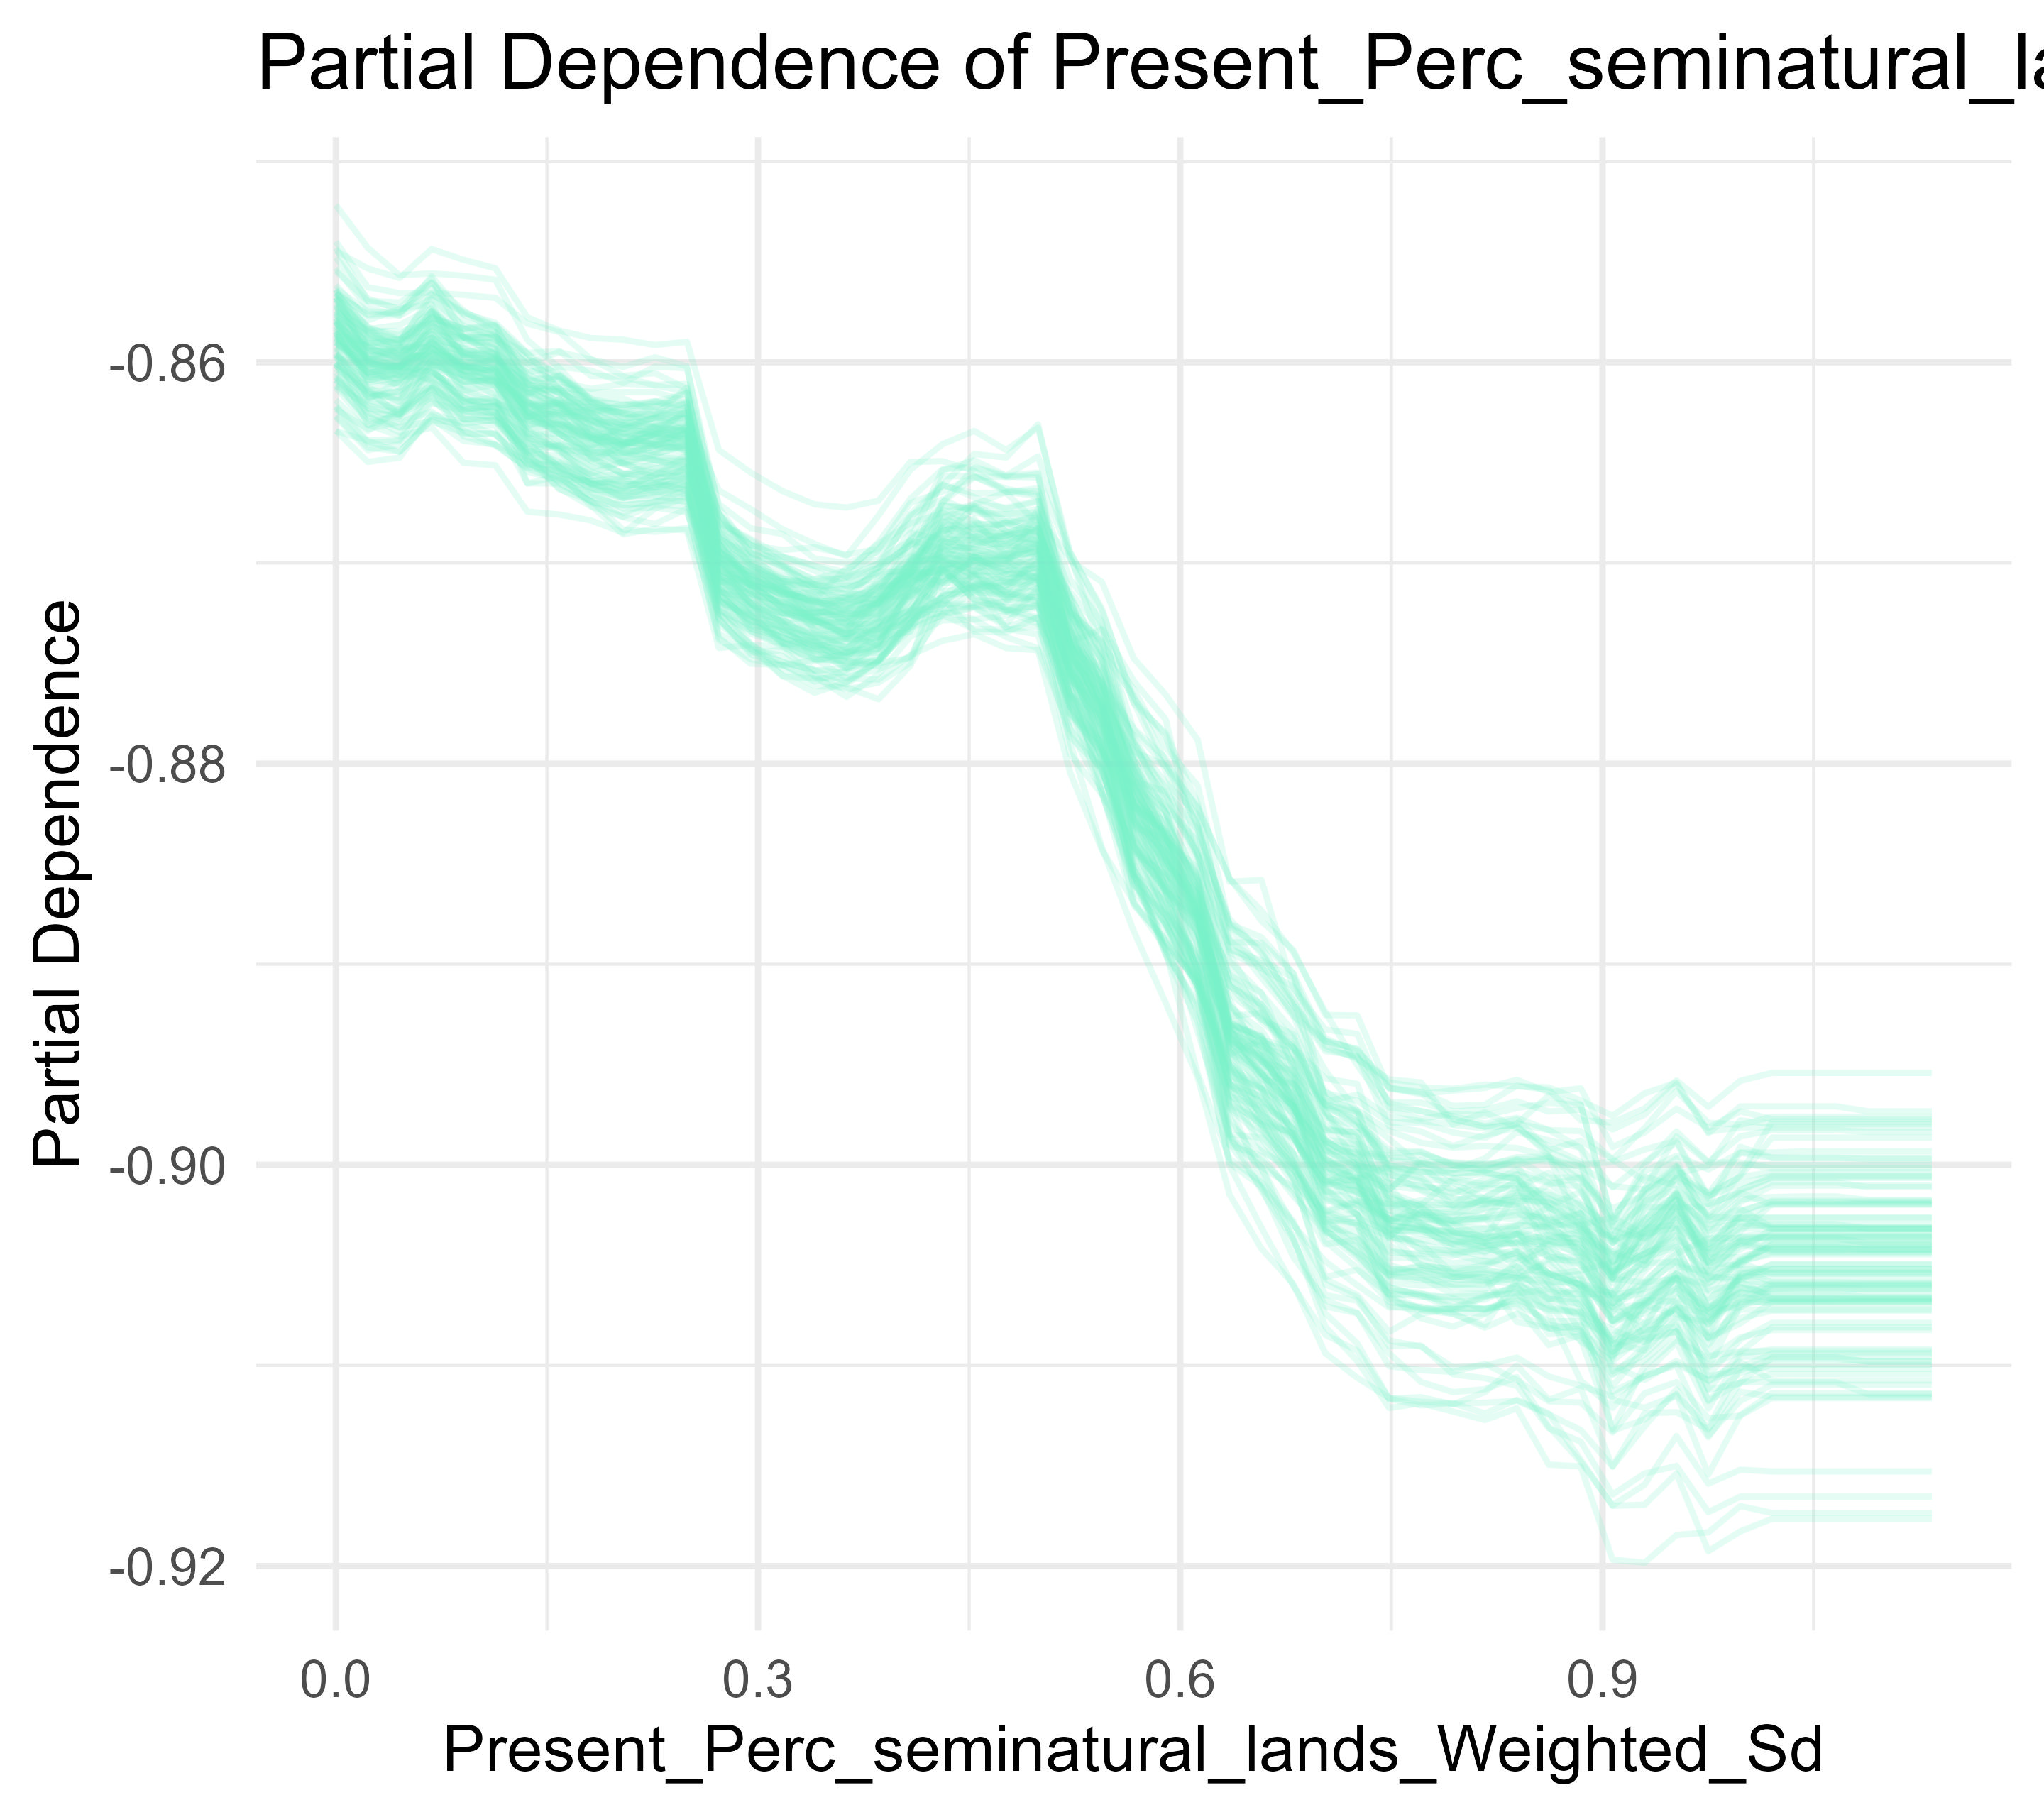 Partial Dependence of Present_Perc_seminatural_la
-0.86
-0.88
-0.90
-0.92
Partial Dependence
0.0 0.3 0.6 0.9
Present_Perc_seminatural_lands_Weighted_Sd